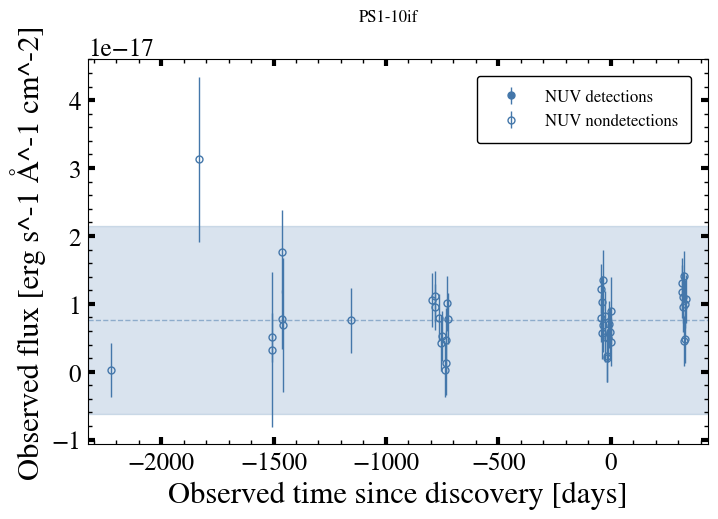 PS1-10if
1e−17
NUV detections
NUV nondetections
4
3
2
1
0
−1
−2000 −1500 −1000 −500 0
Observed time since discovery [days]
Observed flux [erg s^-1 Å^-1 cm^-2]